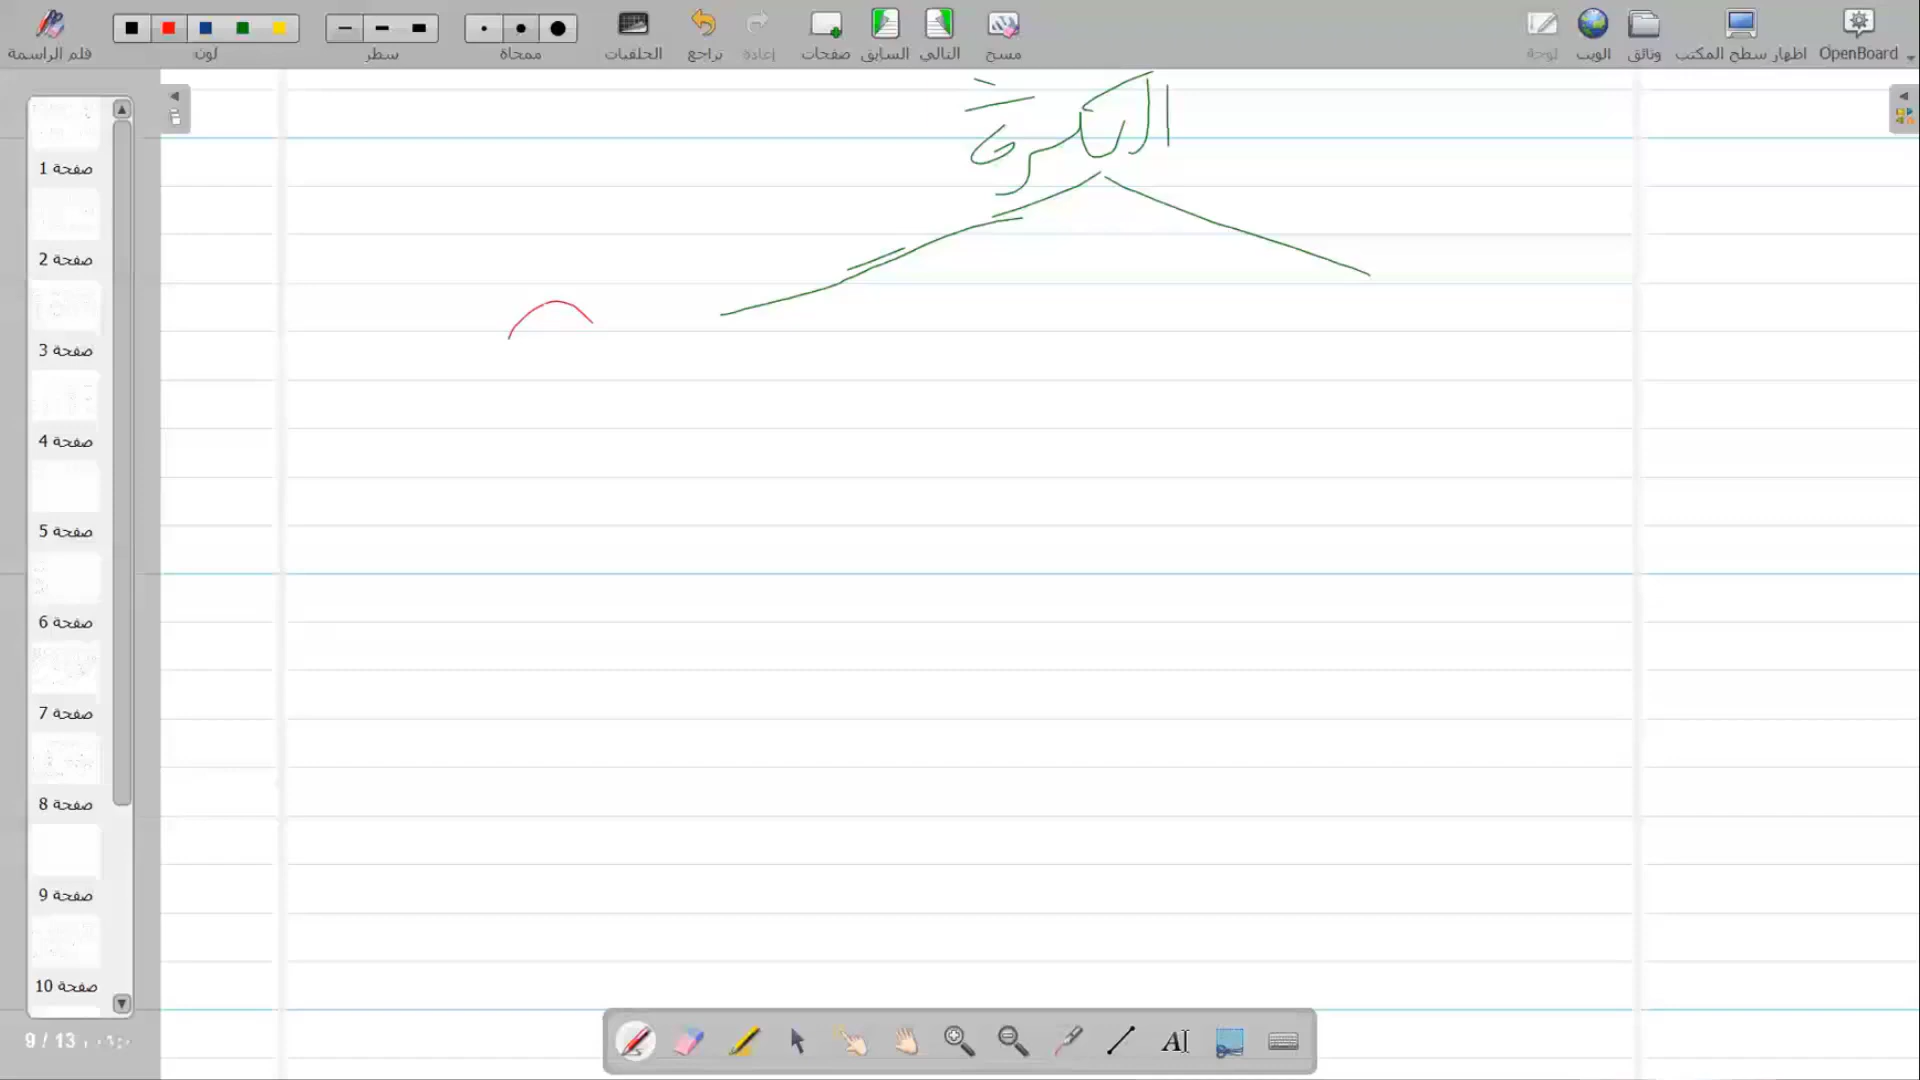 قلم الراسمة
لون
سطر
ممحاة
الخلفيات
تراجع
إعادة
صفحات
السابق
التالي
مسح
لوحة
الويب
وثائق
اظهار سطح المكتب
OpenBoard
صفحة 1
صفحة 2
صفحة 3
صفحة 4
صفحة 5
صفحة 6
صفحة 7
صفحة 8
صفحة 9
صفحة 10
9 / 13
AI